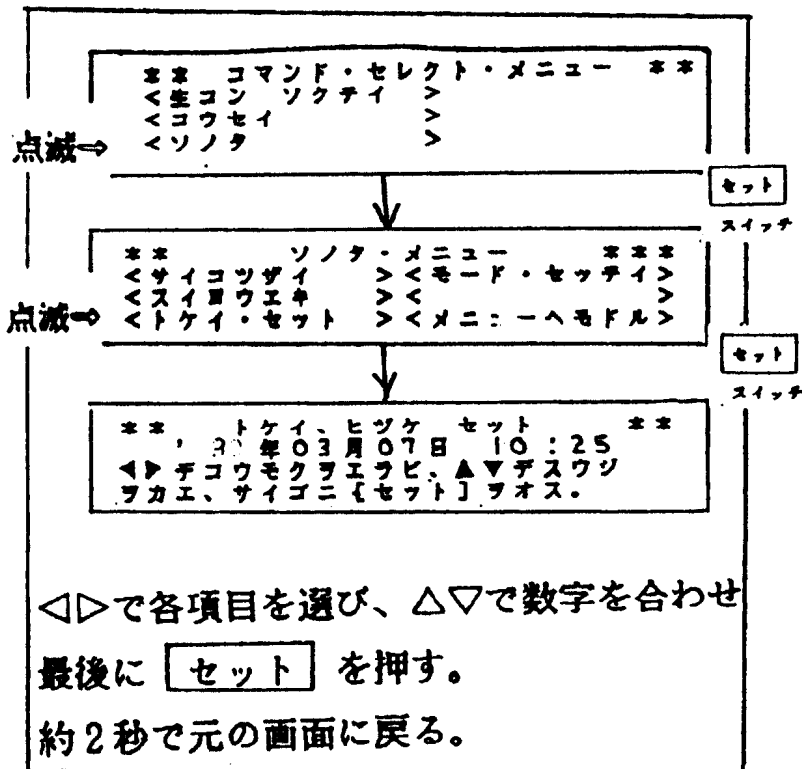 ** コマンド・セレクト・メニュー **
<生コン ソクテイ >
<コウセイ >
点滅⇨ <ソノタ >
セット
スイッチ
** ソノタ・メニュー ***
<サイコツザイ ><モード・セッテイ>
<スイヨウエキ >< >
点滅⇨ <トケイ・セット ><メニューヘモドル>
セット
スイッチ
** トケイ、ヒヅケ セット **
' 年03月07日 10:25
◀▶デコウモクヲエラビ、▲▼デスウジ
ヲカエ、サイゴニ[セット]ヲオス。
◁▷で各項目を選び、△▽で数字を合わせ
最後に セット を押す。
約2秒で元の画面に戻る。